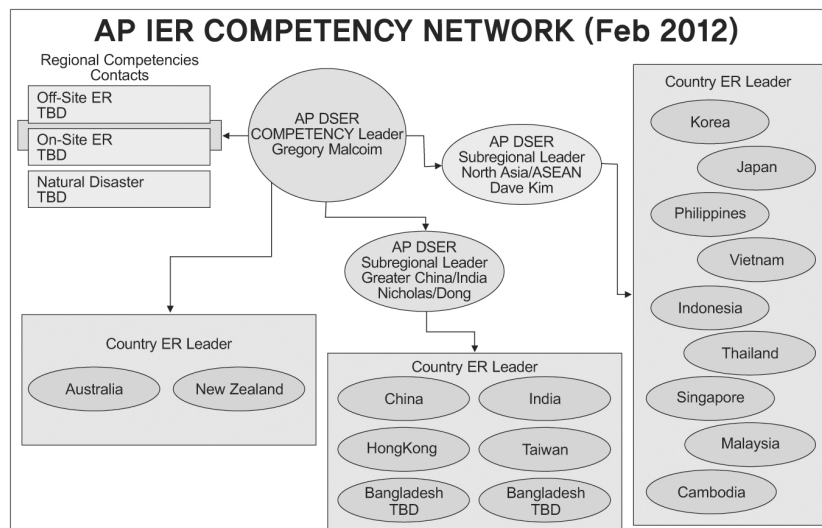 AP IER COMPETENCY NETWORK (Feb 2012)
Regional Competencies
Contacts
Off-Site ER
TBD
On-Site ER
TBD
Natural Disaster
TBD
AP DSER
COMPETENCY Leader
Gregory Malcoim
AP DSER
Subregional Leader
North Asia/ASEAN
Dave Kim
AP DSER
Subregional Leader
Greater China/India
Nicholas/Dong
Country ER Leader
Australia
New Zealand
Country ER Leader
China
India
HongKong
Taiwan
Bangladesh
TBD
Bangladesh
TBD
Country ER Leader
Korea
Japan
Philippines
Vietnam
Indonesia
Thailand
Singapore
Malaysia
Cambodia